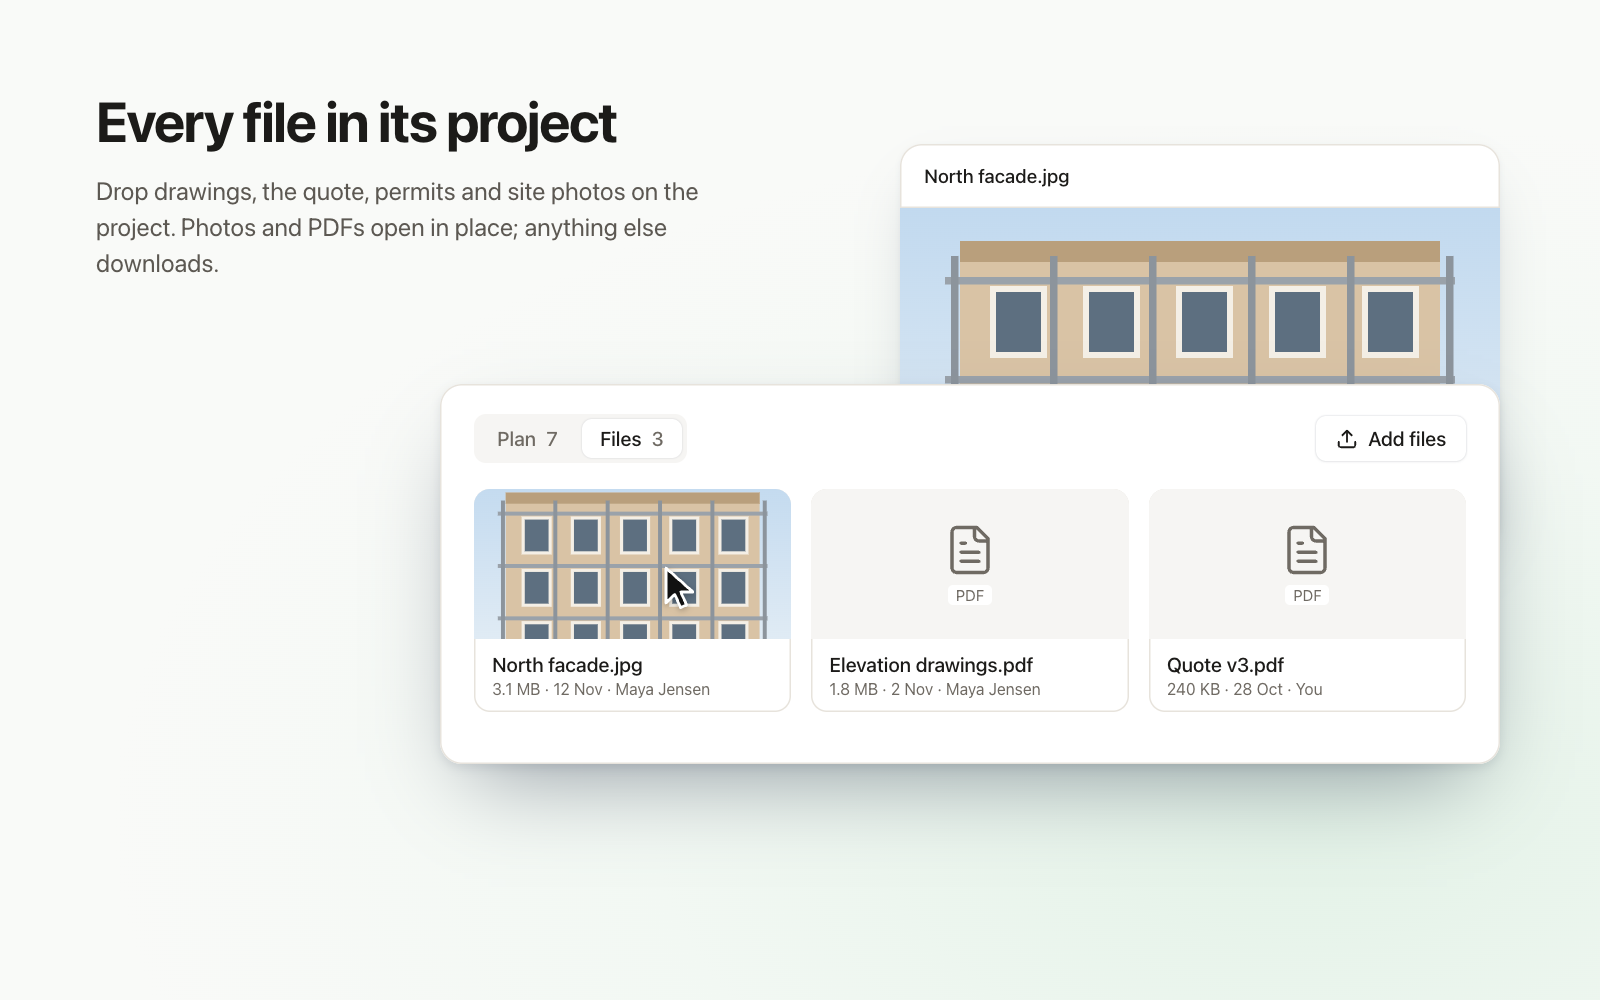 Every file in its project
Drop drawings, the quote, permits and site photos on the
project. Photos and PDFs open in place; anything else
downloads.
North facade.jpg
Plan 7
Files 3
Add files
PDF
PDF
North facade.jpg
3.1 MB · 12 Nov · Maya Jensen
Elevation drawings.pdf
1.8 MB · 2 Nov · Maya Jensen
Quote v3.pdf
240 KB · 28 Oct · You